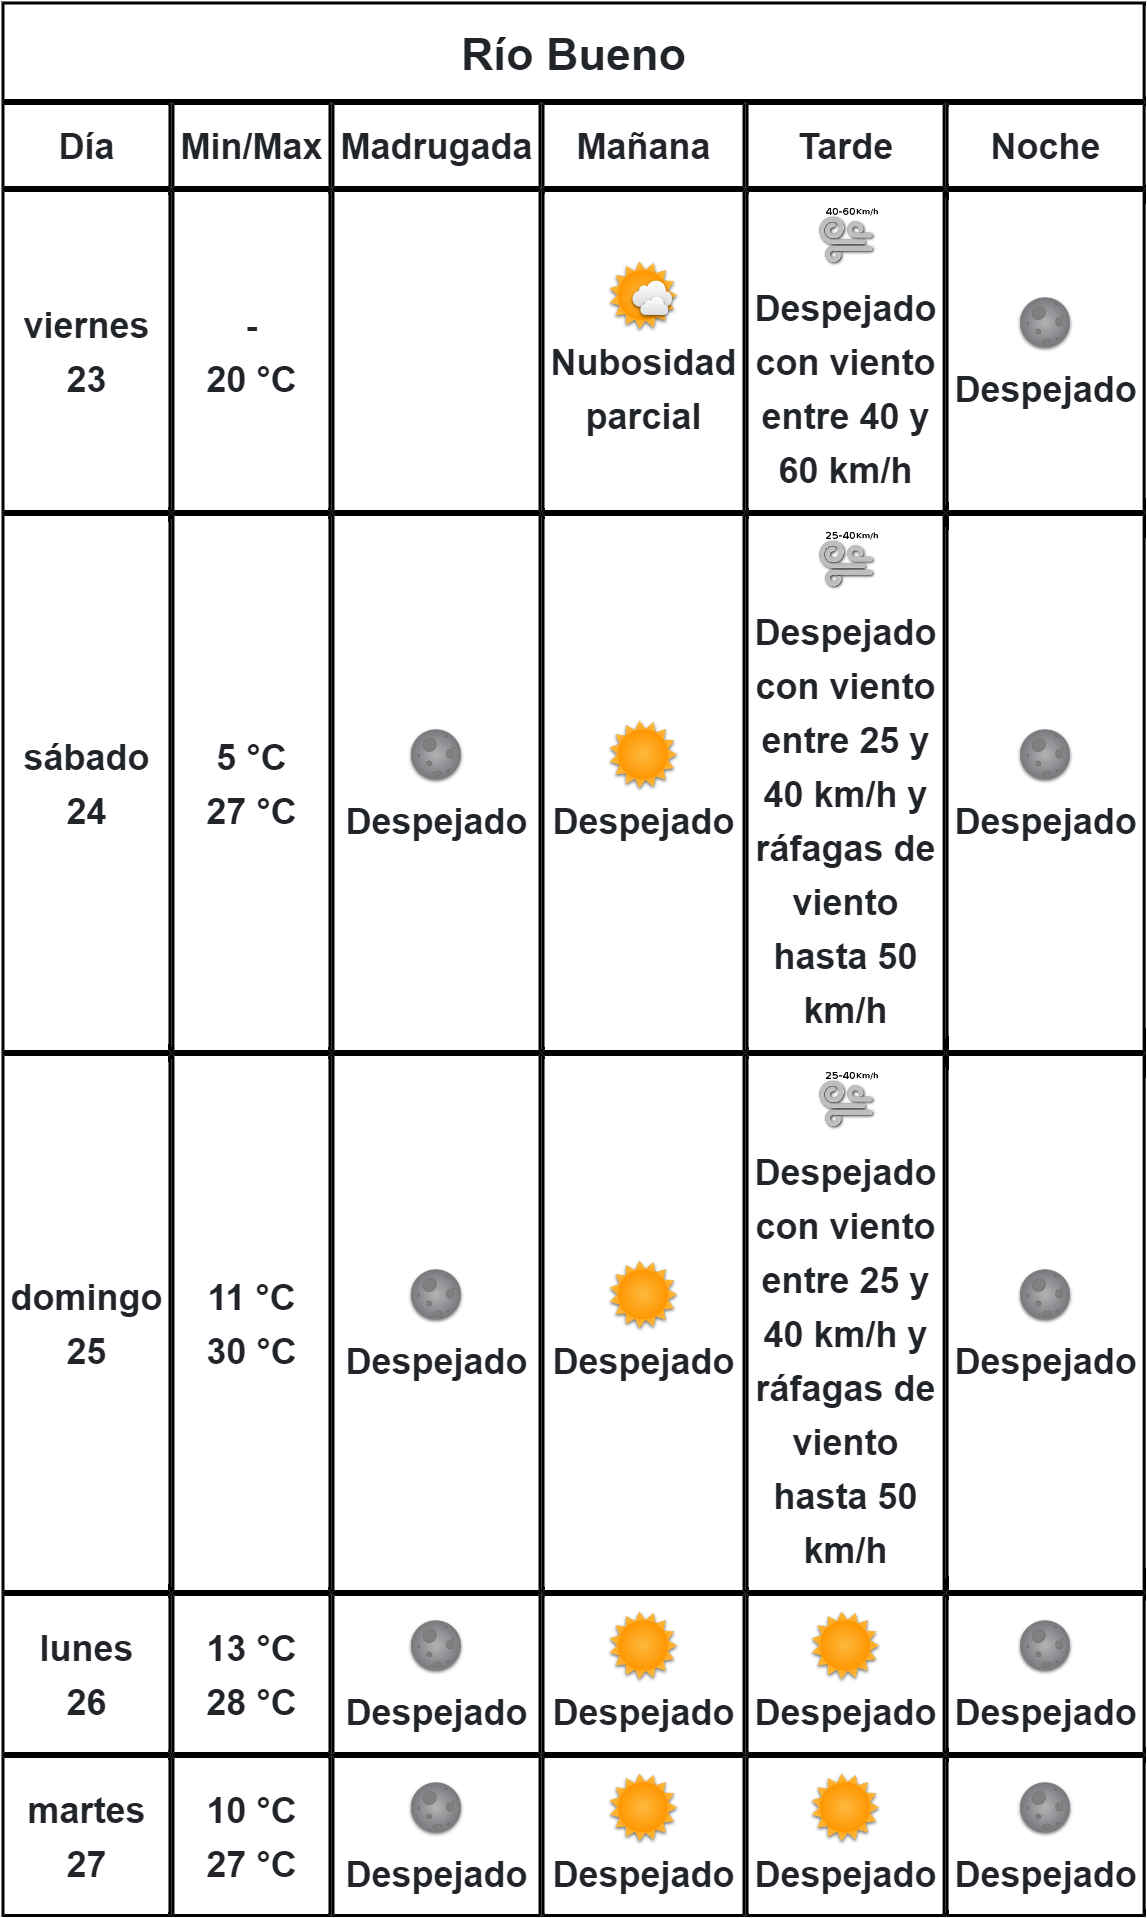 Río Bueno
Día Min/Max Madrugada Mañana Tarde Noche
viernes
23
-
20 °C
Nubosidad
parcial
40-60Km/h
Despejado
con viento
entre 40 y
60 km/h
Despejado
sábado
24
5 °C
27 °C
Despejado
Despejado
25-40Km/h
Despejado
con viento
entre 25 y
40 km/h y
ráfagas de
viento
hasta 50
km/h
Despejado
domingo
25
11 °C
30 °C
Despejado
Despejado
25-40Km/h
Despejado
con viento
entre 25 y
40 km/h y
ráfagas de
viento
hasta 50
km/h
Despejado
lunes
26
13 °C
28 °C
Despejado
Despejado
Despejado
Despejado
martes
27
10 °C
27 °C
Despejado
Despejado
Despejado
Despejado